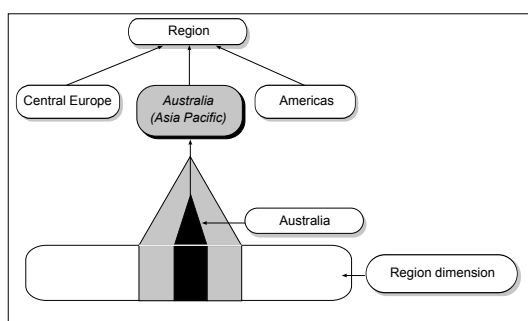 Region
Central Europe
Australia
(Asia Pacific)
Americas
Australia
Region dimension